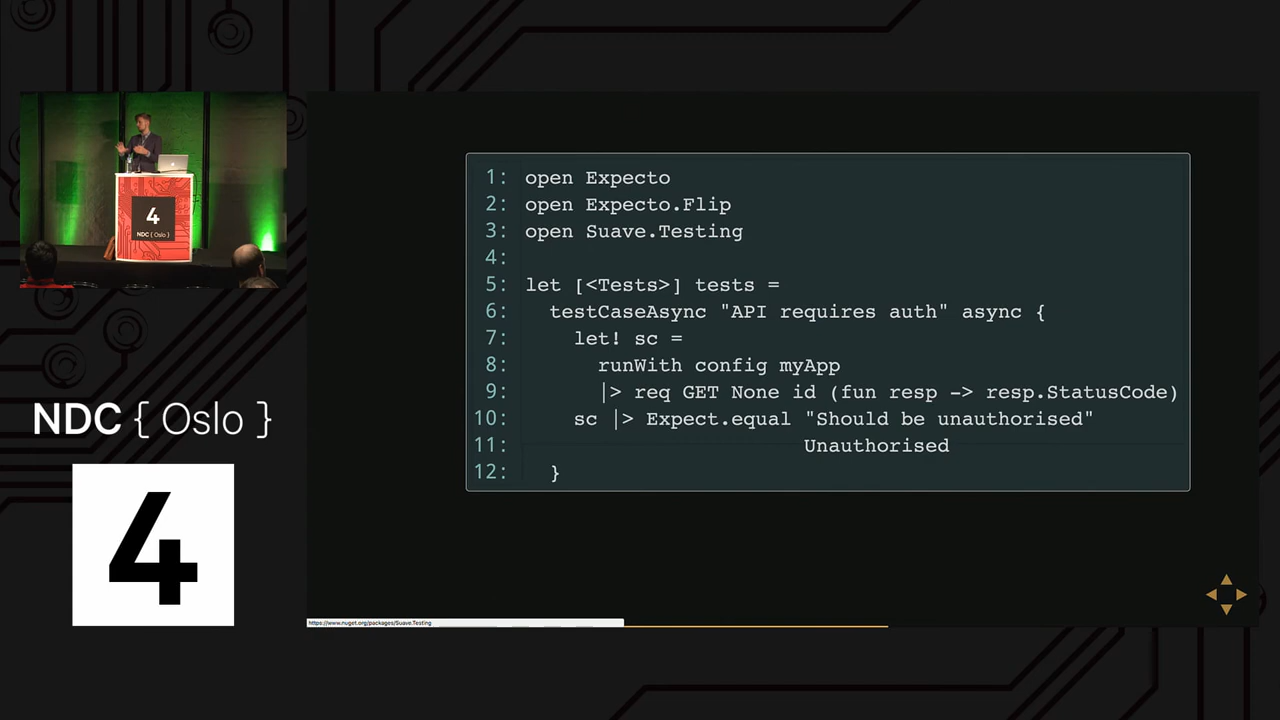 4
NDC { Oslo }
NDC { Oslo }
4
1: open Expecto
2: open Expecto.Flip
3: open Suave.Testing
4:
5: let [<Tests>] tests =
6:   testCaseAsync "API requires auth" async {
7:     let! sc =
8:       runWith config myApp
9:       |> req GET None id (fun resp -> resp.StatusCode)
10:     sc |> Expect.equal "Should be unauthorised"
11:                        Unauthorised
12:   }
https://www.nuget.org/packages/Suave.Testing